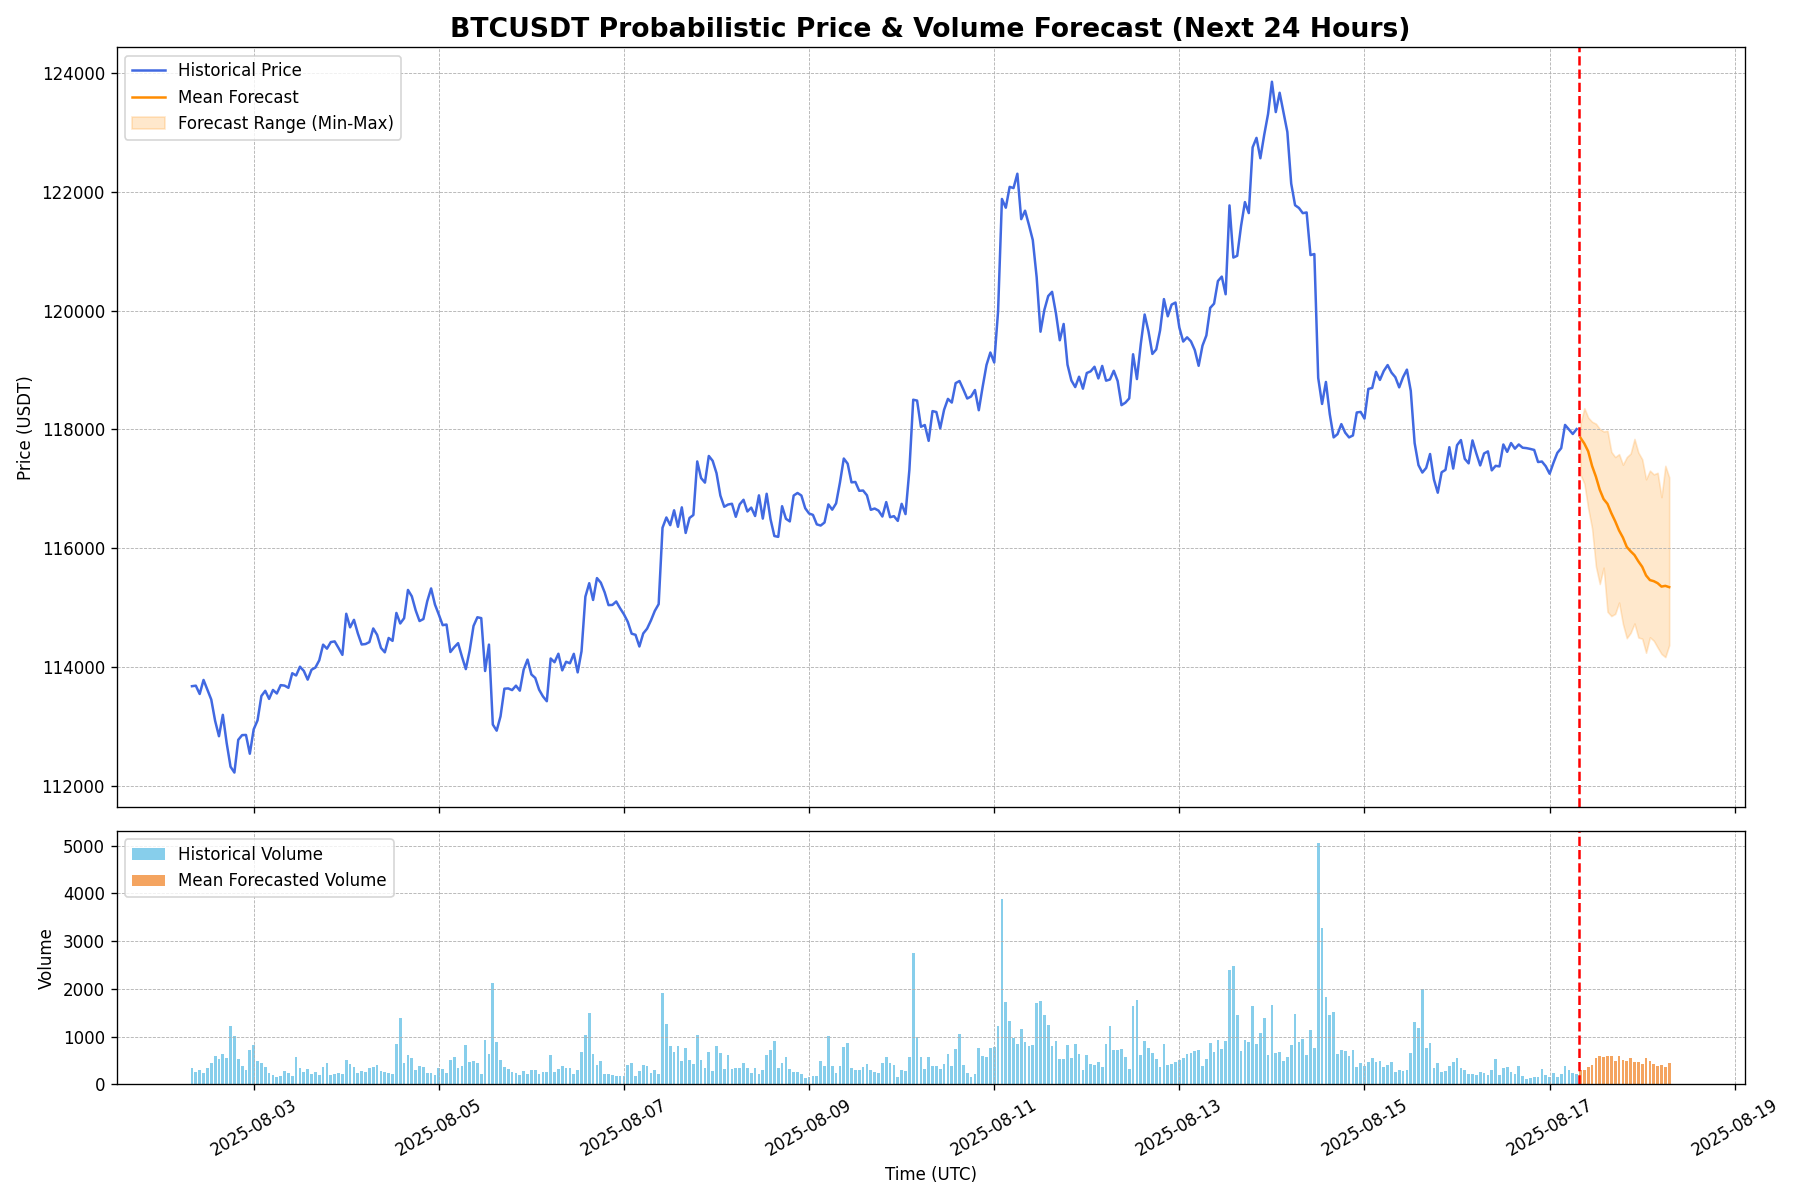 BTCUSDT Probabilistic Price & Volume Forecast (Next 24 Hours)
Historical Price
Mean Forecast
Forecast Range (Min-Max)
124000
122000
120000
118000
116000
114000
112000
Price (USDT)
Historical Volume
Mean Forecasted Volume
5000
4000
3000
2000
1000
0
Volume
2025-08-03
2025-08-05
2025-08-07
2025-08-09
2025-08-11
2025-08-13
2025-08-15
2025-08-17
2025-08-19
Time (UTC)